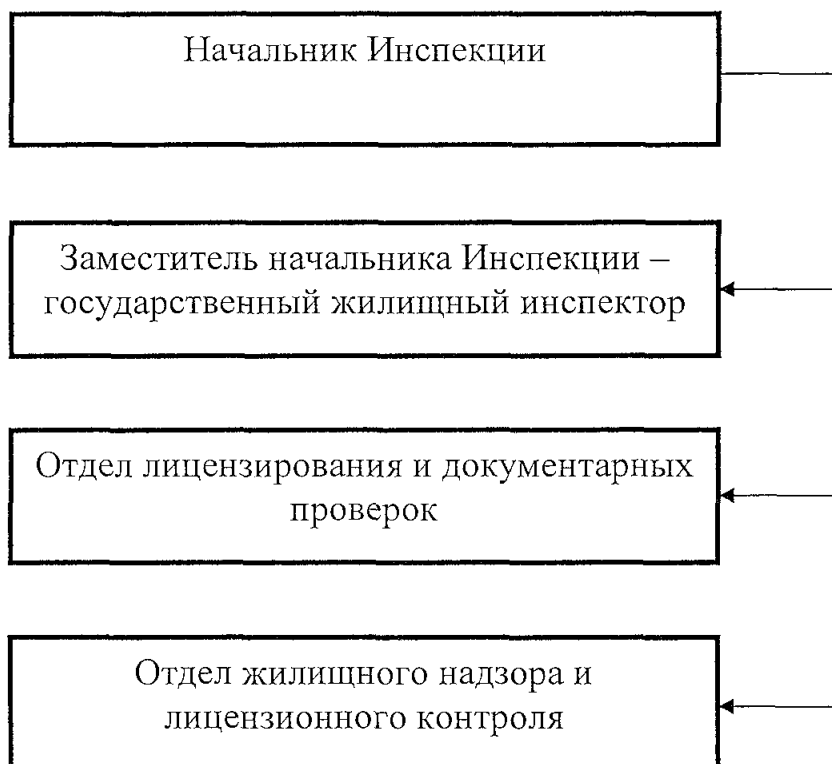 Начальник Инспекции
Заместитель начальника Инспекции –
государственный жилищный инспектор
Отдел лицензирования и документарных
проверок
Отдел жилищного надзора и
лицензионного контроля